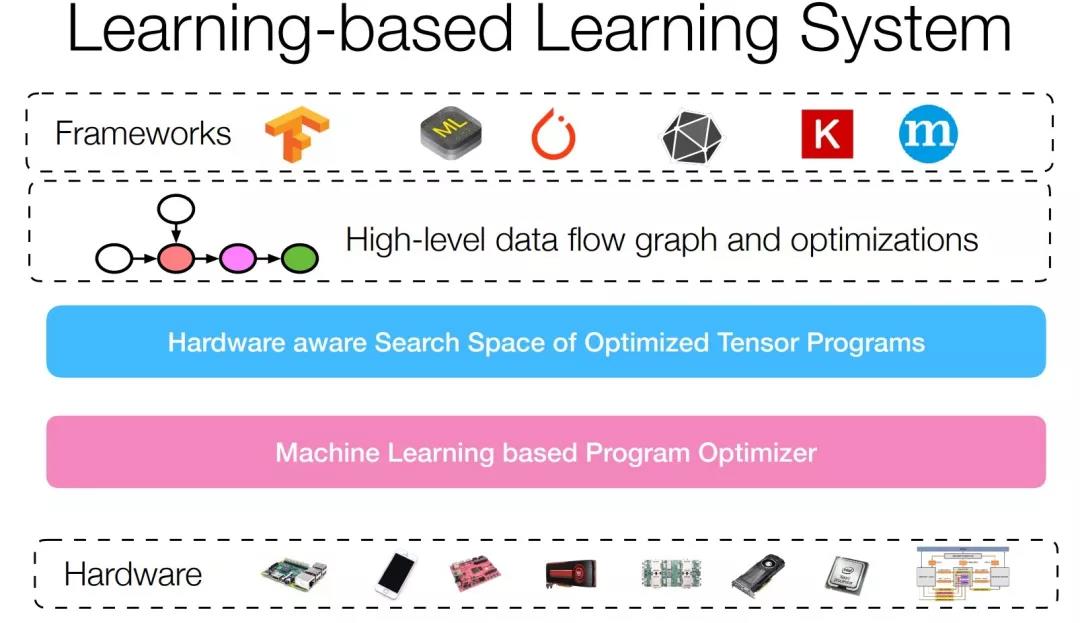 Learning-based Learning System
Frameworks
ML
K
m
High-level data flow graph and optimizations
Hardware aware Search Space of Optimized Tensor Programs
Machine Learning based Program Optimizer
Hardware